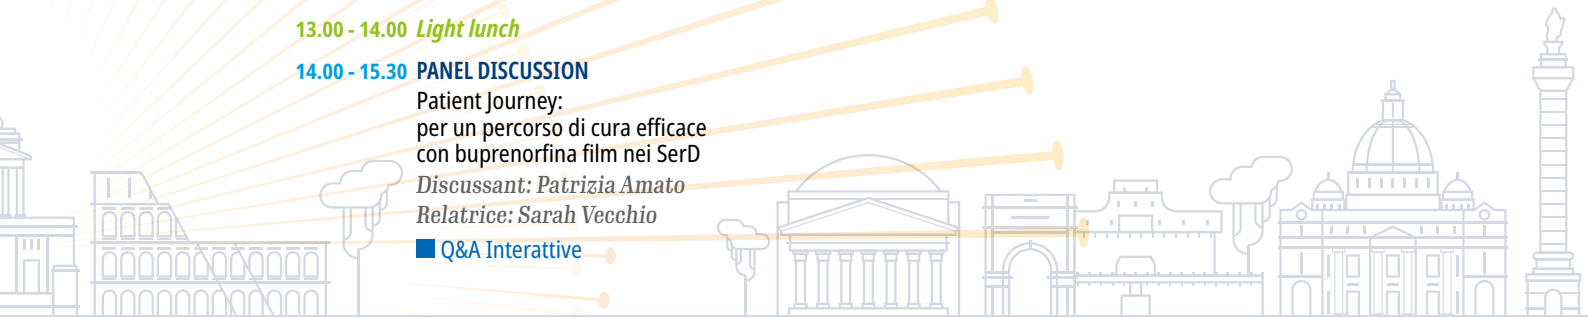 13.00 - 14.00 Light lunch
14.00 - 15.30 PANEL DISCUSSION
Patient Journey:
per un percorso di cura efficace
con buprenorfina film nei SerD
Discussant: Patrizia Amato
Relatrice: Sarah Vecchio
Q&A Interattive